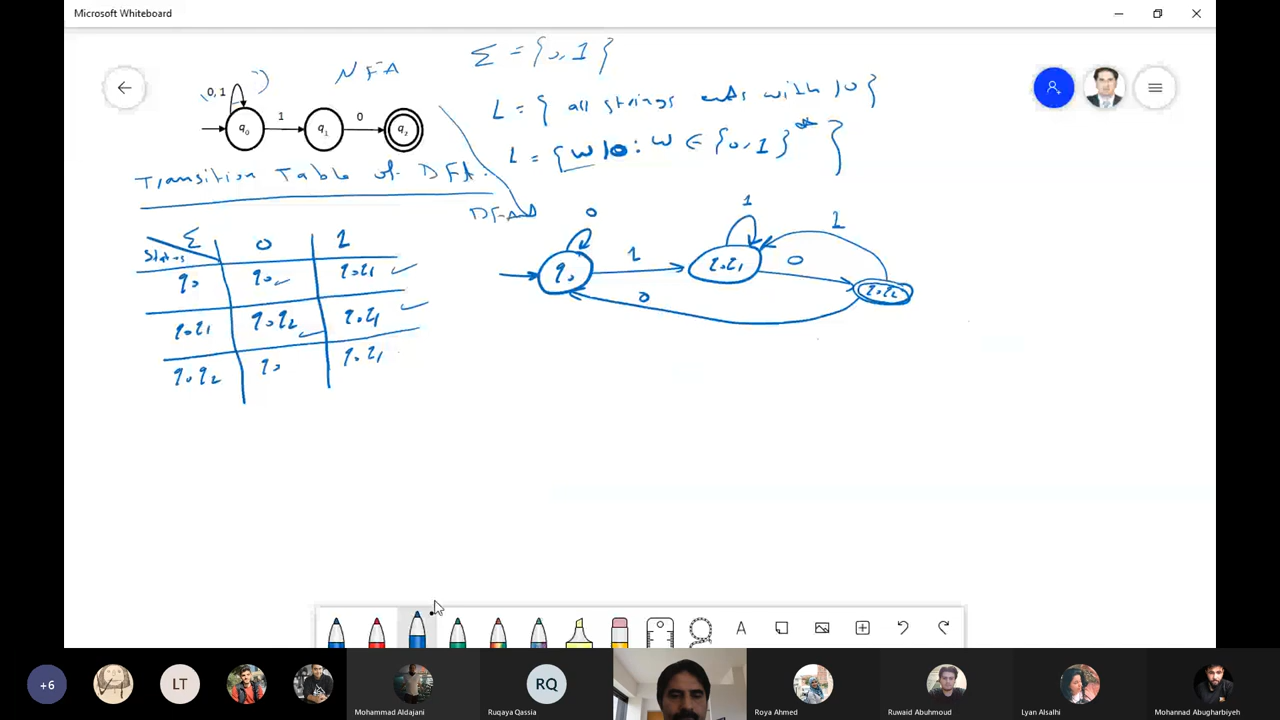 Microsoft Whiteboard
NFA
Σ = {0,1}
0, 1
q0 1 q1 0 q2
L = { all strings ends with 10 }
L = { w10 : w ∈ {0,1}* }
Transition Table of DFA.
DFA
Σ 0 1
States
q0 q0 ✓ q0q1 ✓
q0q1 q0q2 ✓ q0q1 ✓
q0q2 q0 q0q1
0 1 1
q0 1 q0q1 0 q0q2
0
A
+6
LT
RQ
Mohammad Aldajani
Ruqaya Qassia
Roya Ahmed
Ruwaid Abuhmoud
Lyan Alsalhi
Mohannad Abugharbiyeh